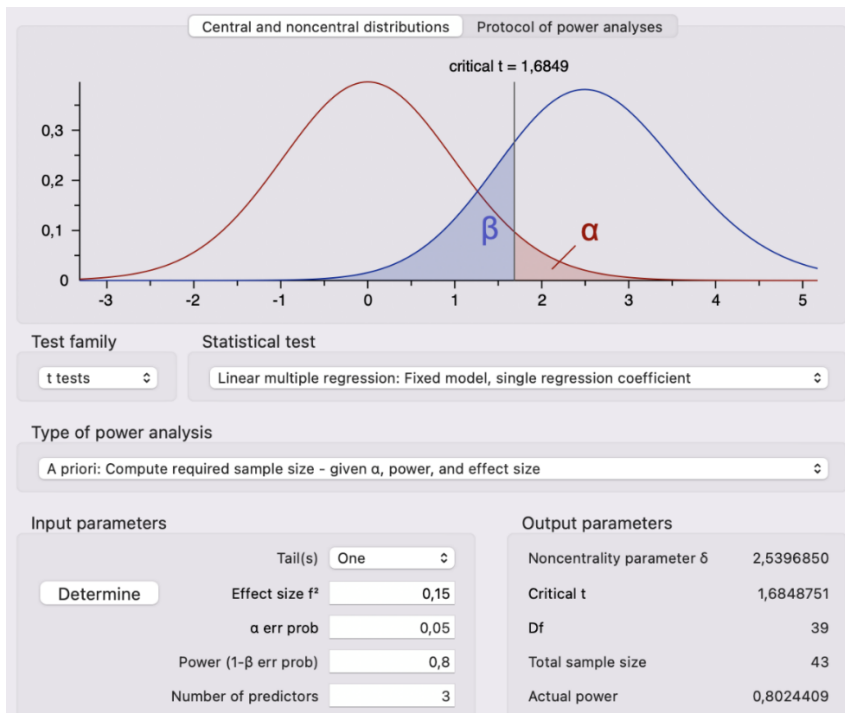 Central and noncentral distributions Protocol of power analyses
critical t = 1,6849
0,3
0,2
0,1
0
β
α
-3 -2 -1 0 1 2 3 4 5
Test family Statistical test
t tests Linear multiple regression: Fixed model, single regression coefficient
Type of power analysis
A priori: Compute required sample size - given α, power, and effect size
Input parameters
Tail(s) One
Determine
Effect size f² 0,15
α err prob 0,05
Power (1-β err prob) 0,8
Number of predictors 3
Output parameters
Noncentrality parameter δ 2,5396850
Critical t 1,6848751
Df 39
Total sample size 43
Actual power 0,8024409